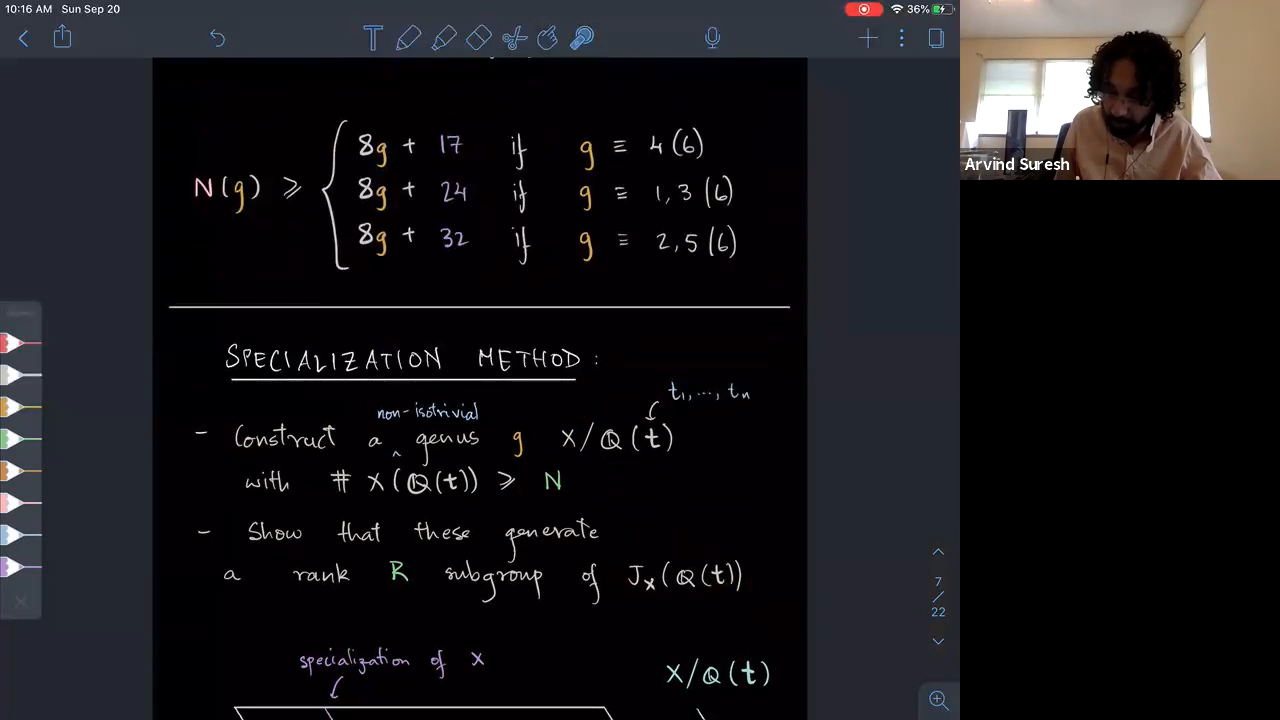 10:16 AM Sun Sep 20
36%
Arvind Suresh
N(g) ≥ { 8g + 17 if g ≡ 4 (6)
8g + 24 if g ≡ 1, 3 (6)
8g + 32 if g ≡ 2, 5 (6)
SPECIALIZATION METHOD :
t₁, ..., tₙ
non-isotrivial
- Construct a ^ genus g X/ℚ(t)
with # X(ℚ(t)) ≥ N
- Show that these generate
a rank R subgroup of J_X(ℚ(t))
specialization of X
X/ℚ(t)
7
/
22